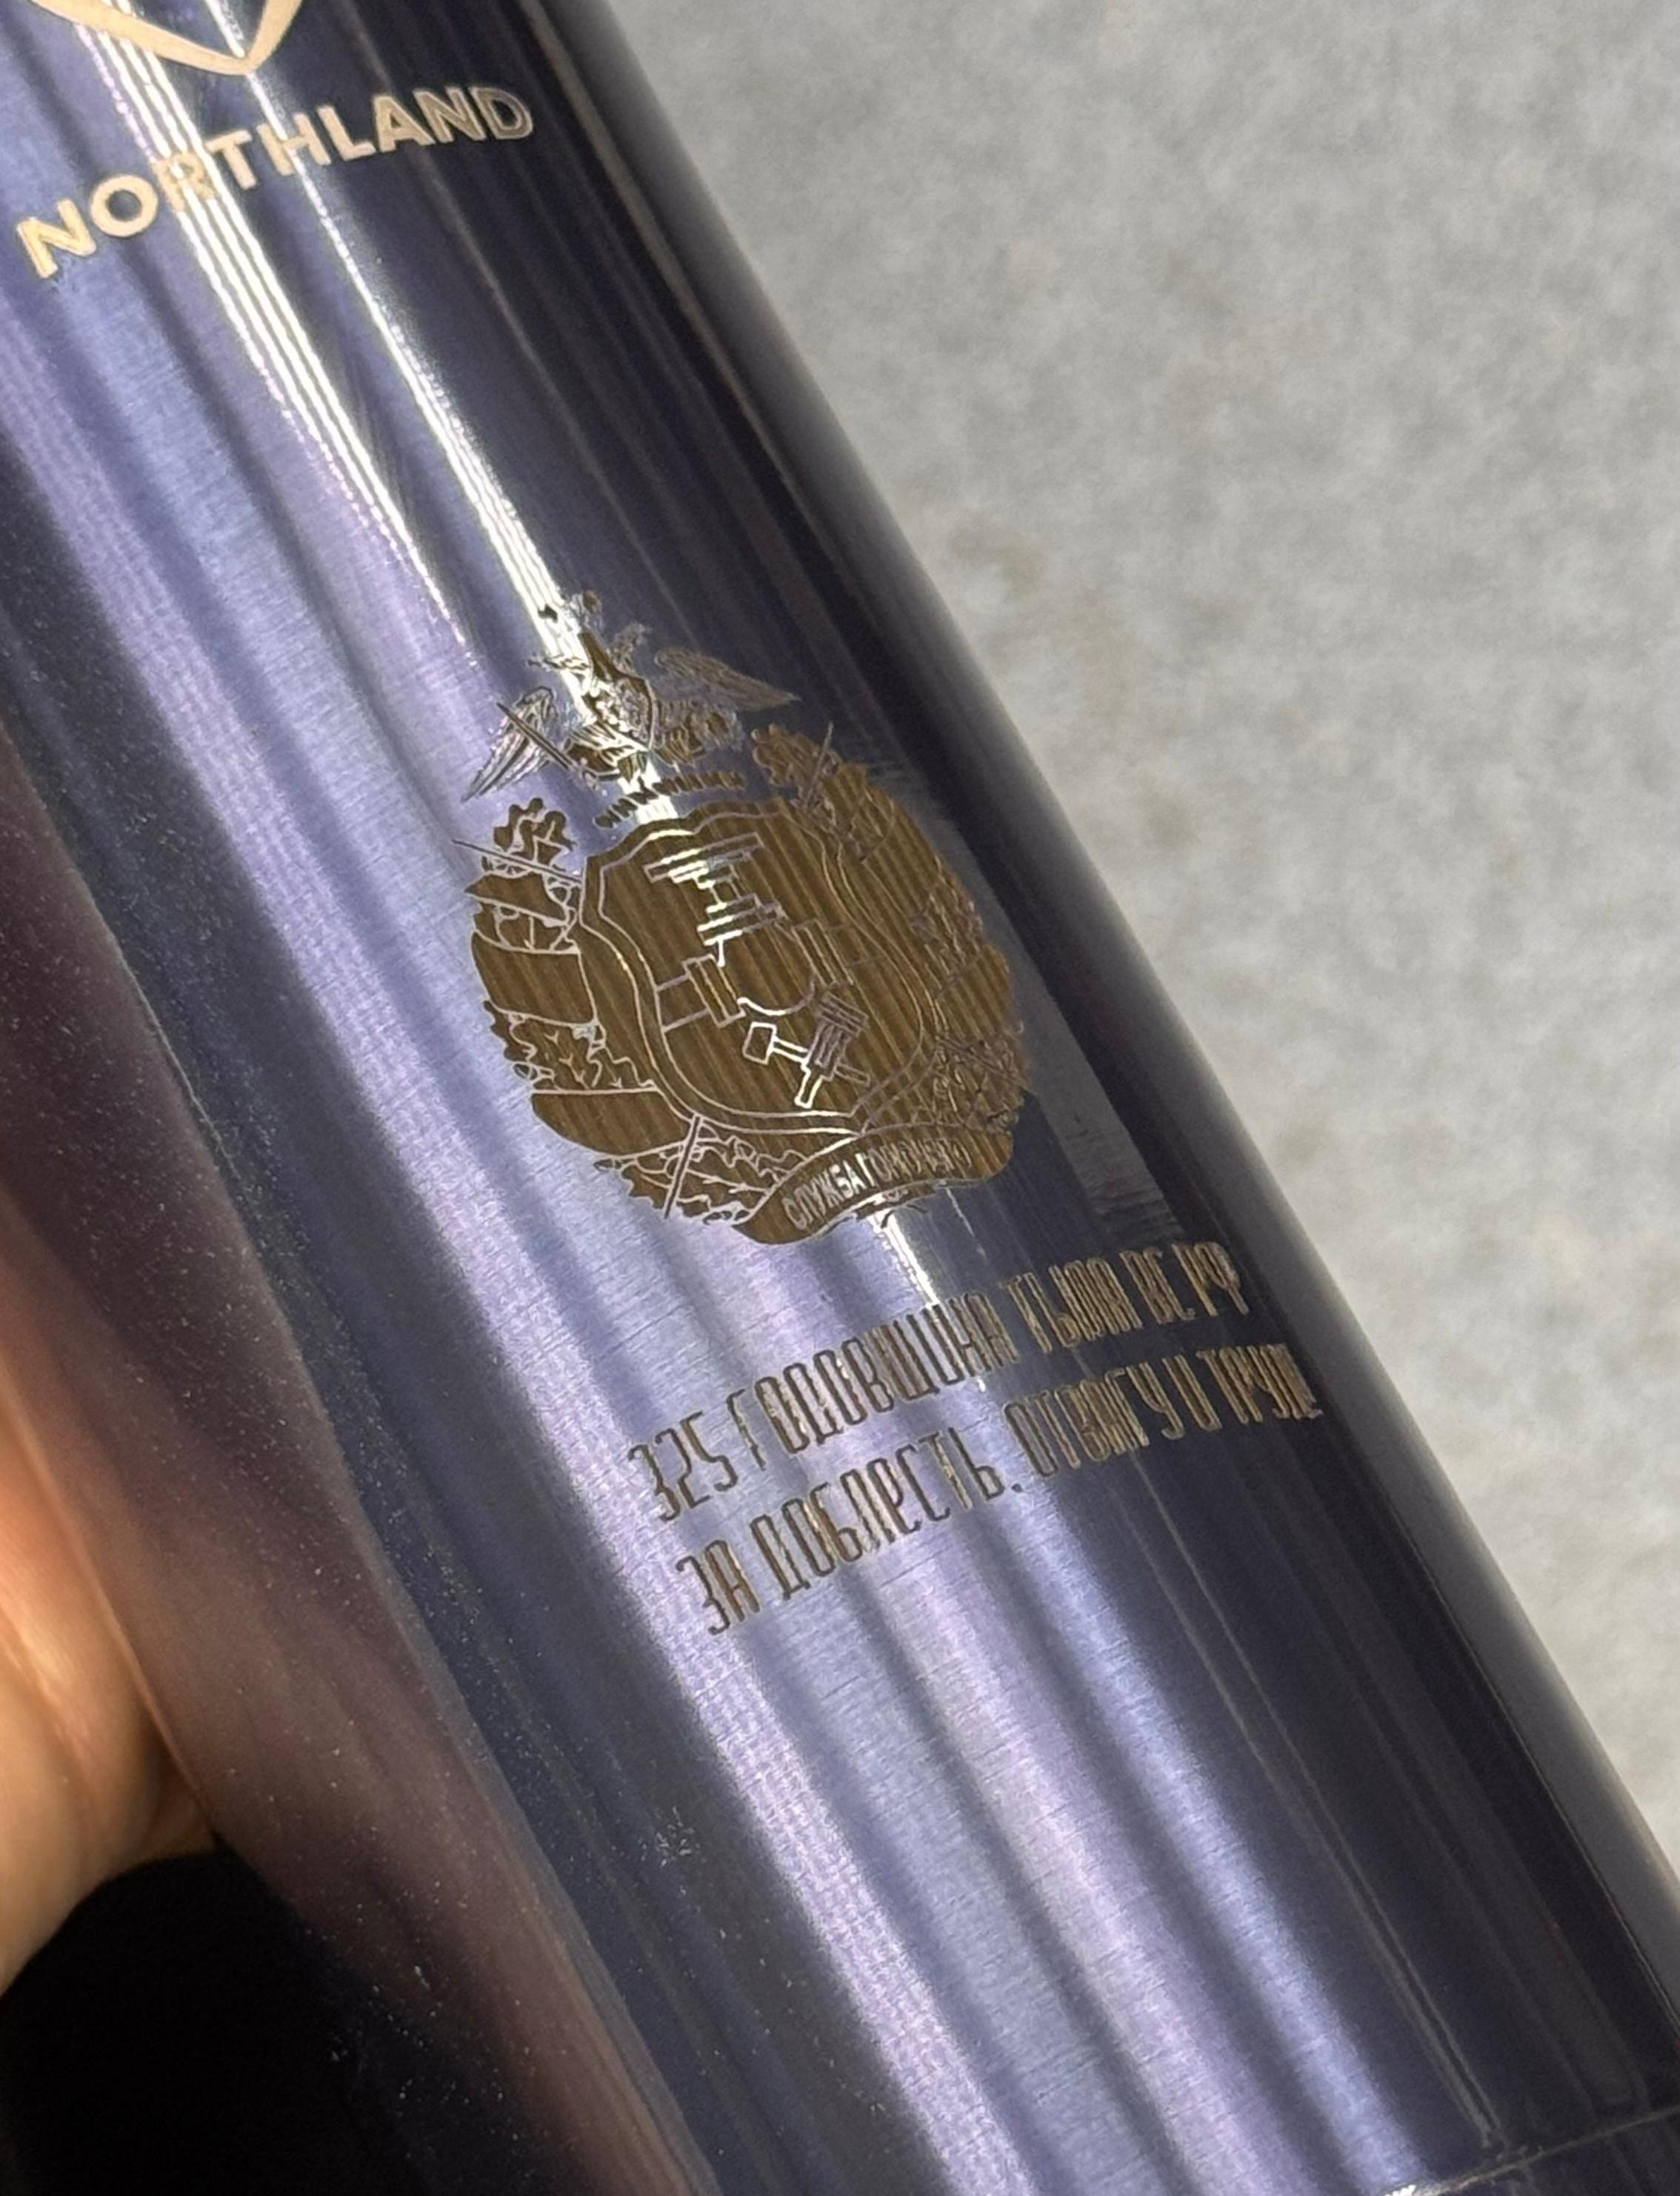 NORTHLAND
СЛУЖБА ГОРЮЧЕГО
325 ГОДОВЩИНА ТЫЛА ВС РФ
ЗА ДОБЛЕСТЬ, ОТВАГУ И ТРУД!